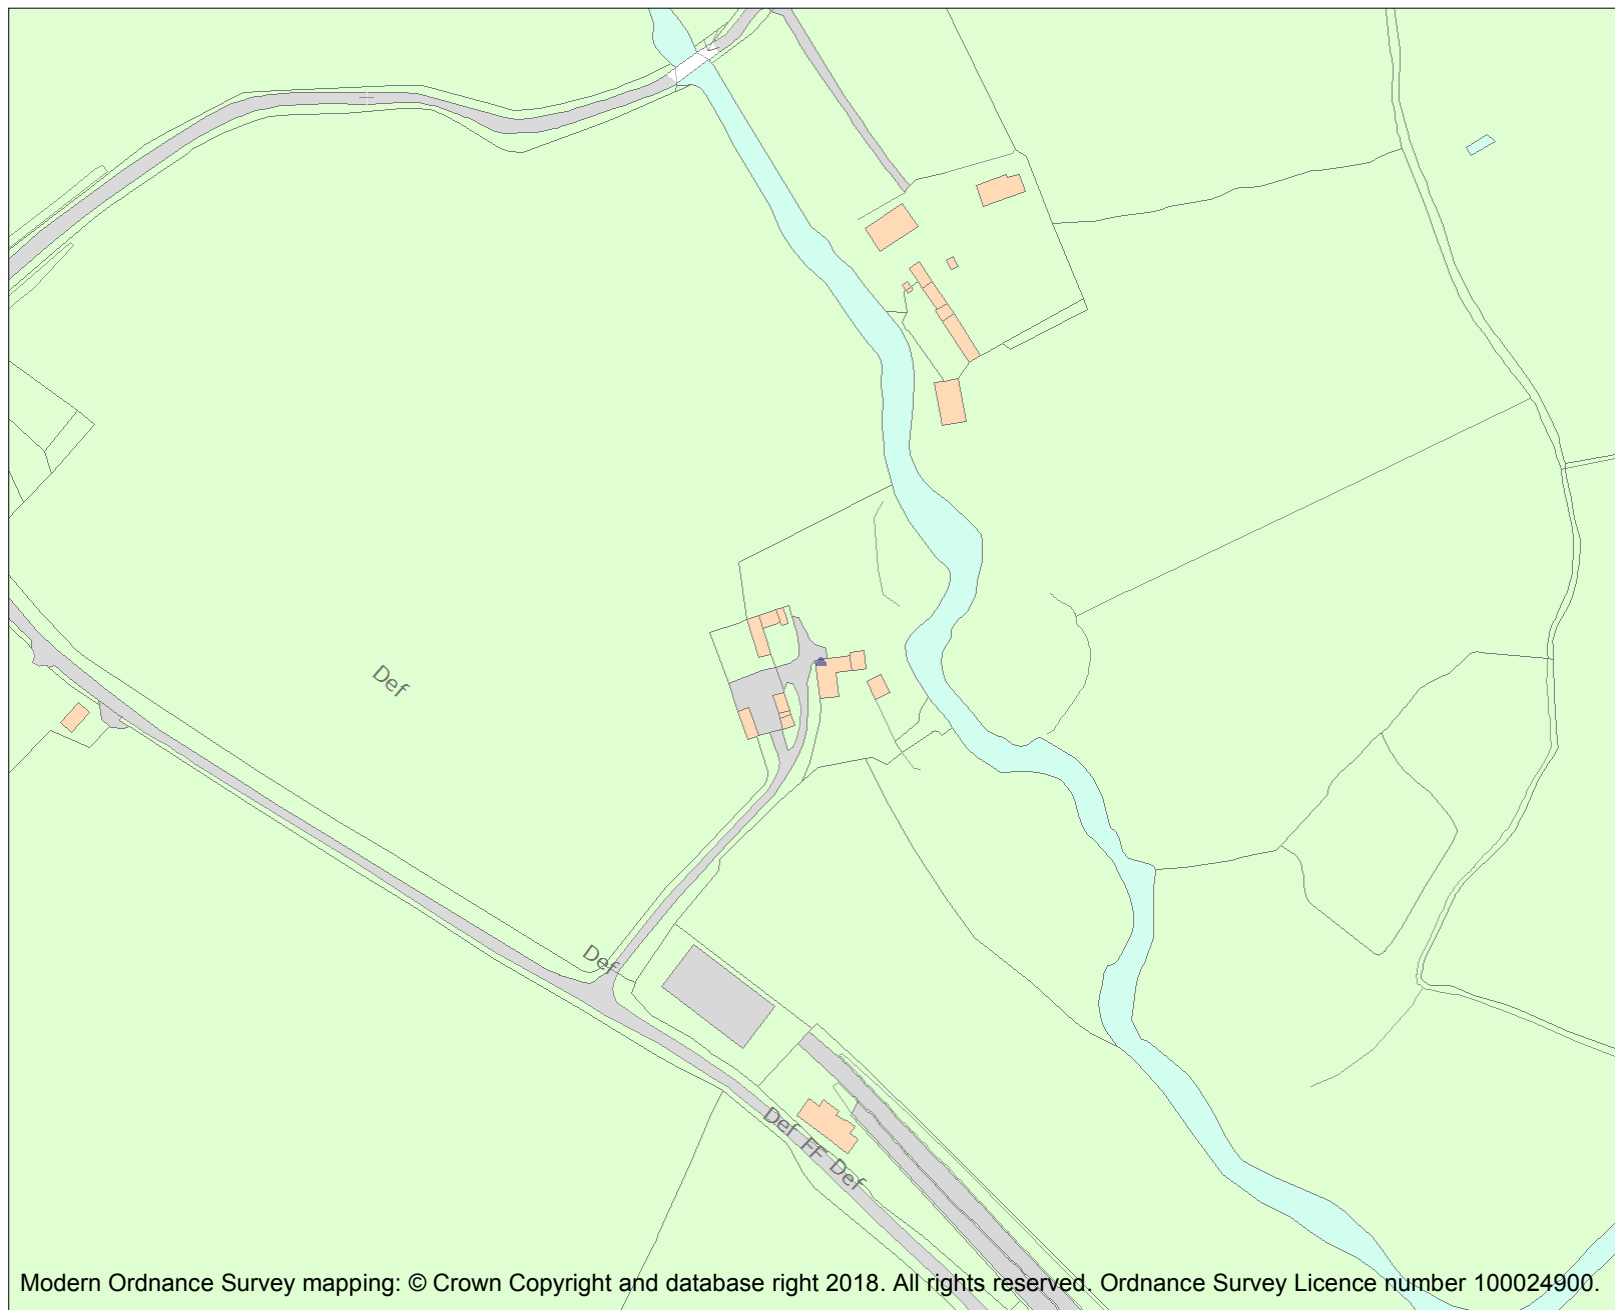 Def
Def
Def FF Def
Modern Ordnance Survey mapping: © Crown Copyright and database right 2018. All rights reserved. Ordnance Survey Licence number 100024900.